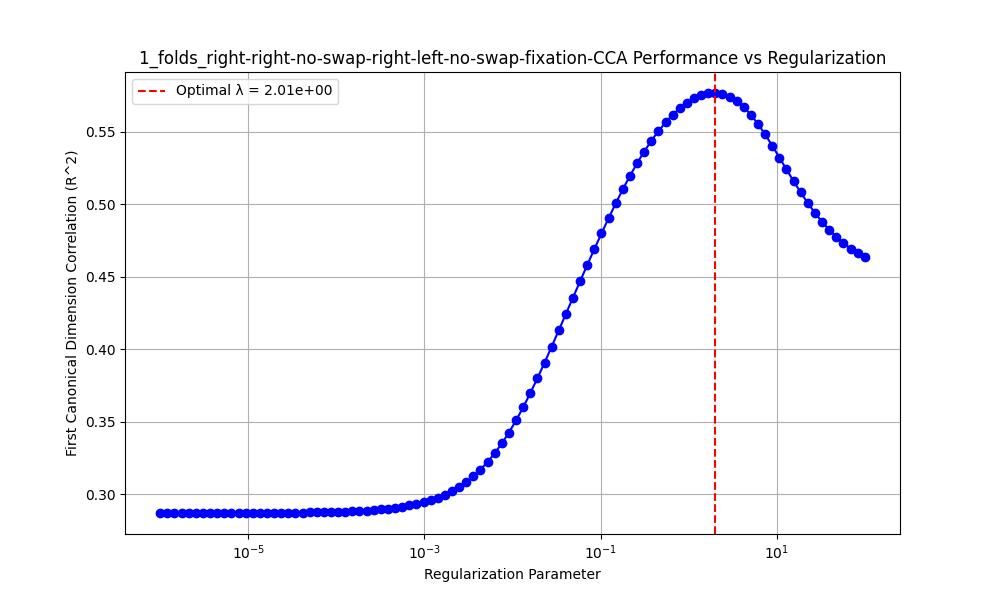 1_folds_right-right-no-swap-right-left-no-swap-fixation-CCA Performance vs Regularization
Optimal λ = 2.01e+00
First Canonical Dimension Correlation (R^2)
0.55
0.50
0.45
0.40
0.35
0.30
10⁻⁵ 10⁻³ 10⁻¹ 10¹
Regularization Parameter